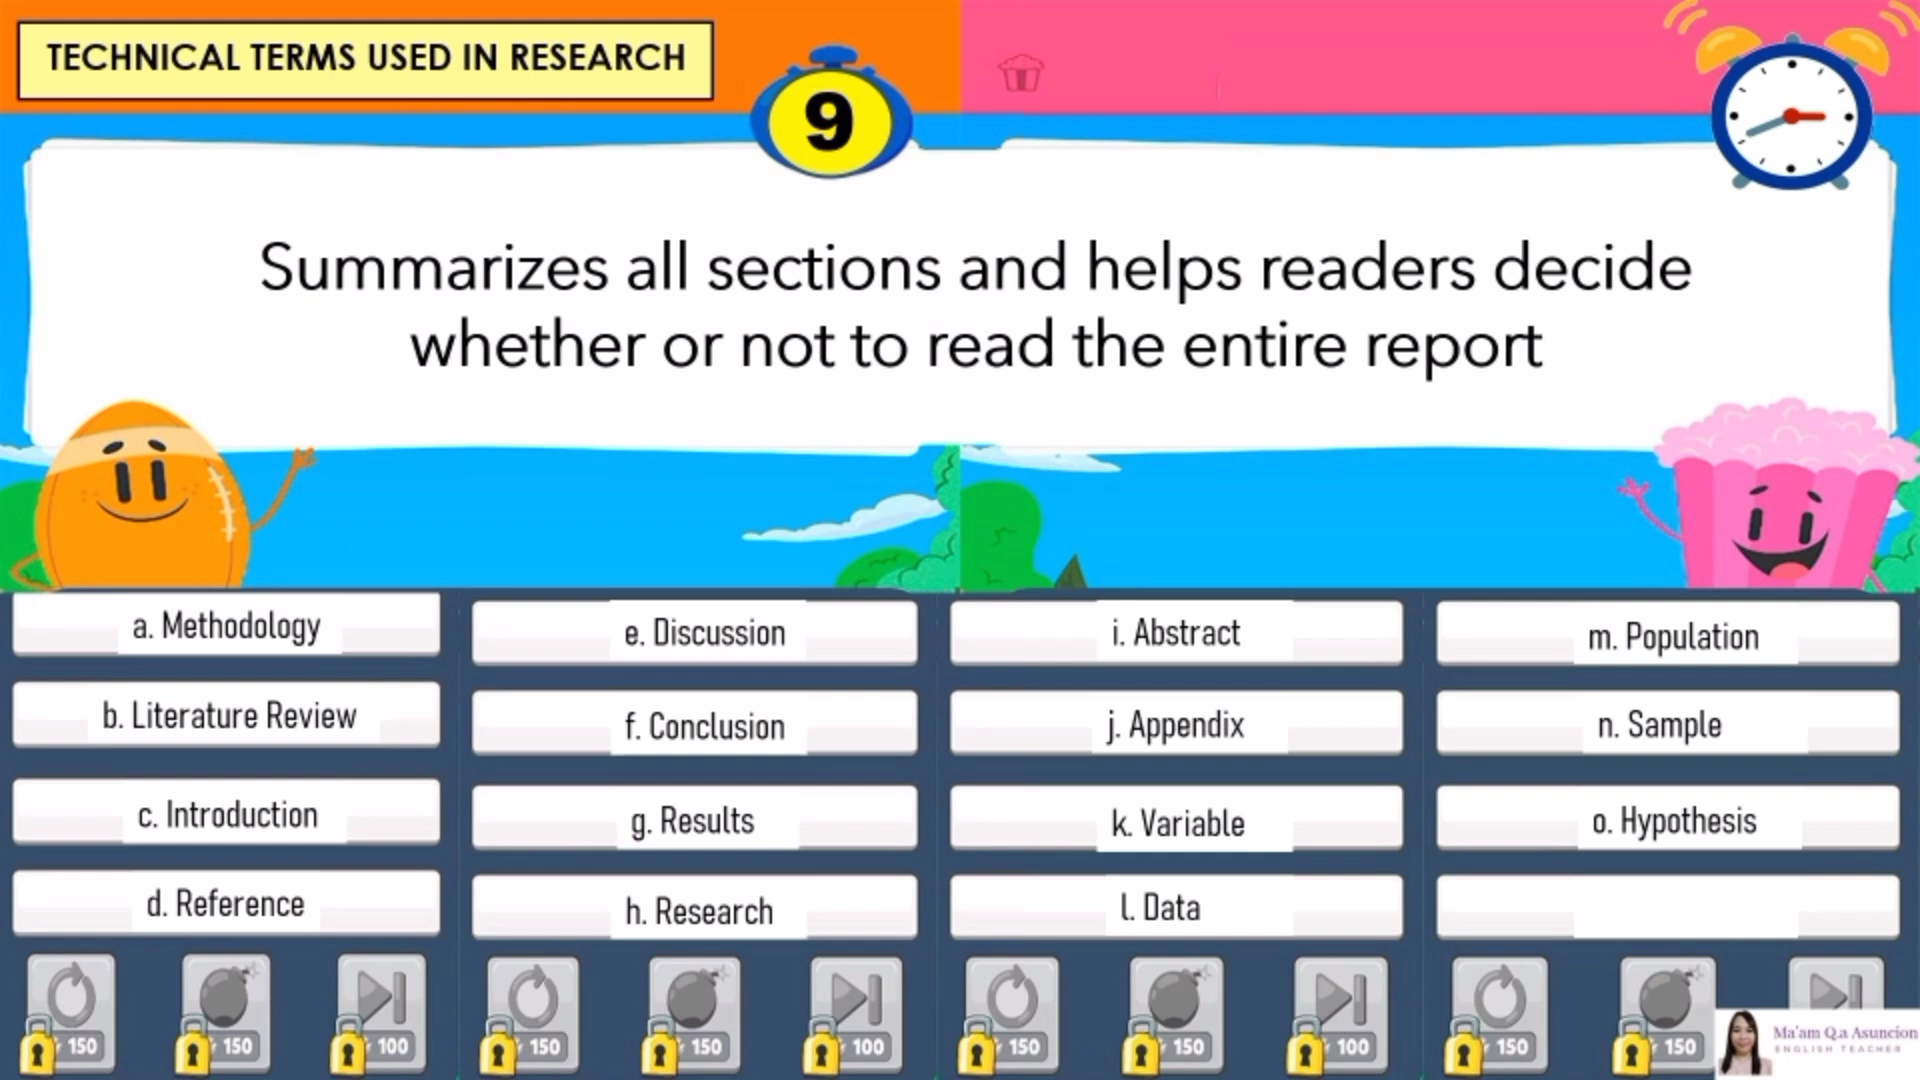 TECHNICAL TERMS USED IN RESEARCH
9
Summarizes all sections and helps readers decide
whether or not to read the entire report
a. Methodology
b. Literature Review
c. Introduction
d. Reference
e. Discussion
f. Conclusion
g. Results
h. Research
i. Abstract
j. Appendix
k. Variable
l. Data
m. Population
n. Sample
o. Hypothesis
150
150
100
150
150
100
150
150
100
150
150
Ma'am Q.a Asuncion
ENGLISH TEACHER